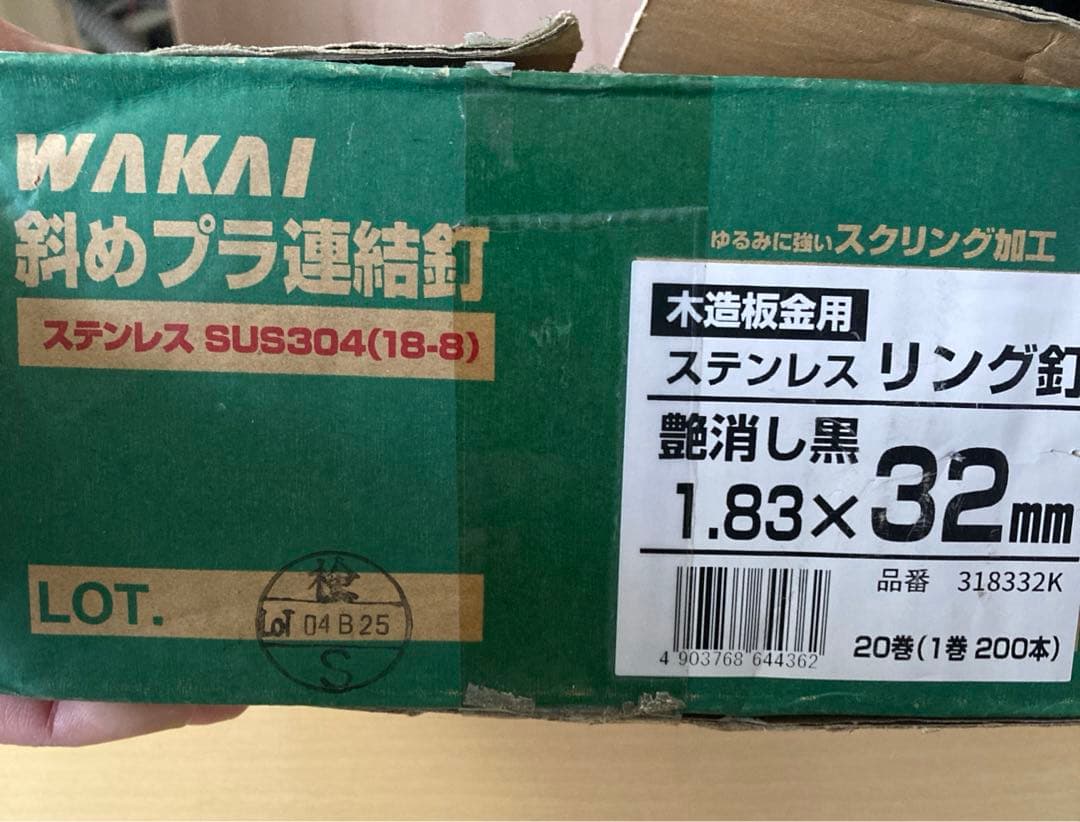 WAKAI
斜めプラ連結釘
ステンレス SUS304(18-8)
LOT.
検
LOT 04 B 25
S
ゆるみに強いスクリング加工
木造板金用
ステンレス リング釘
艶消し黒
1.83×32mm
品番 318332K
4 903768 644362
20巻(1巻 200本)